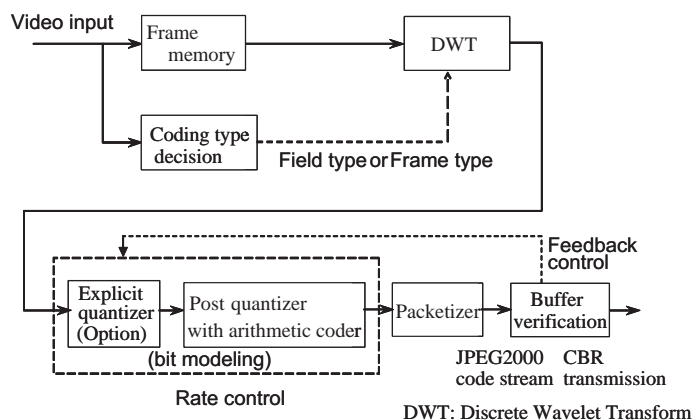 Video input
Frame
memory
DWT
Coding type
decision
Field type or Frame type
Feedback
control
Explicit
quantizer
(Option)
Post quantizer
with arithmetic coder
(bit modeling)
Packetizer
Buffer
verification
Rate control
JPEG2000 CBR
code stream transmission
DWT: Discrete Wavelet Transform